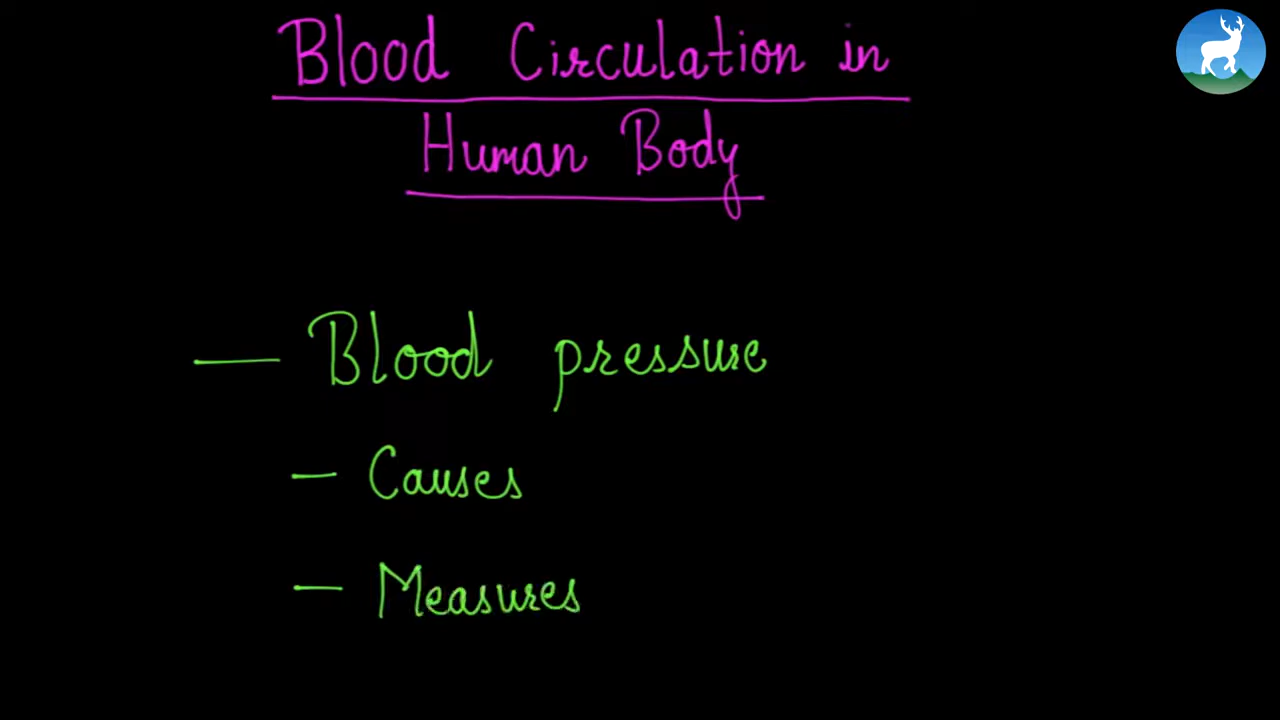 Blood Circulation in
Human Body
— Blood pressure
– Causes
– Measures